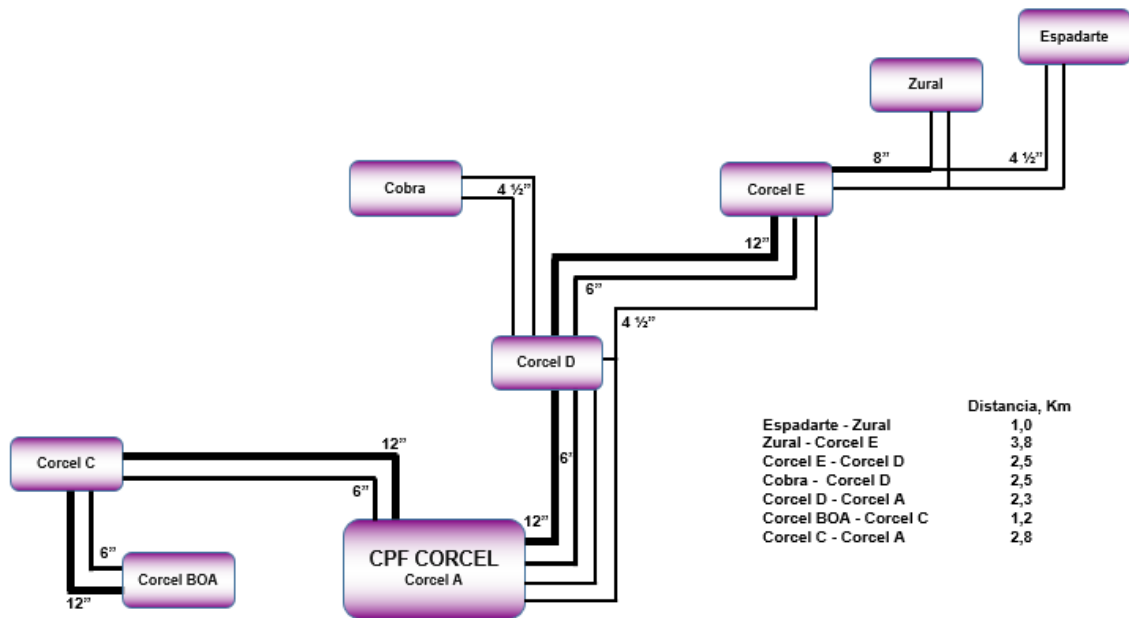 Espadarte
Zural
8”
4 ½”
Cobra
4 ½”
Corcel E
12”
6”
4 ½”
Corcel D
Distancia, Km
Espadarte - Zural 1,0
Zural - Corcel E 3,8
Corcel E - Corcel D 2,5
Cobra - Corcel D 2,5
Corcel D - Corcel A 2,3
Corcel BOA - Corcel C 1,2
Corcel C - Corcel A 2,8
12”
Corcel C
6”
6”
12”
CPF CORCEL
Corcel A
6”
Corcel BOA
12”